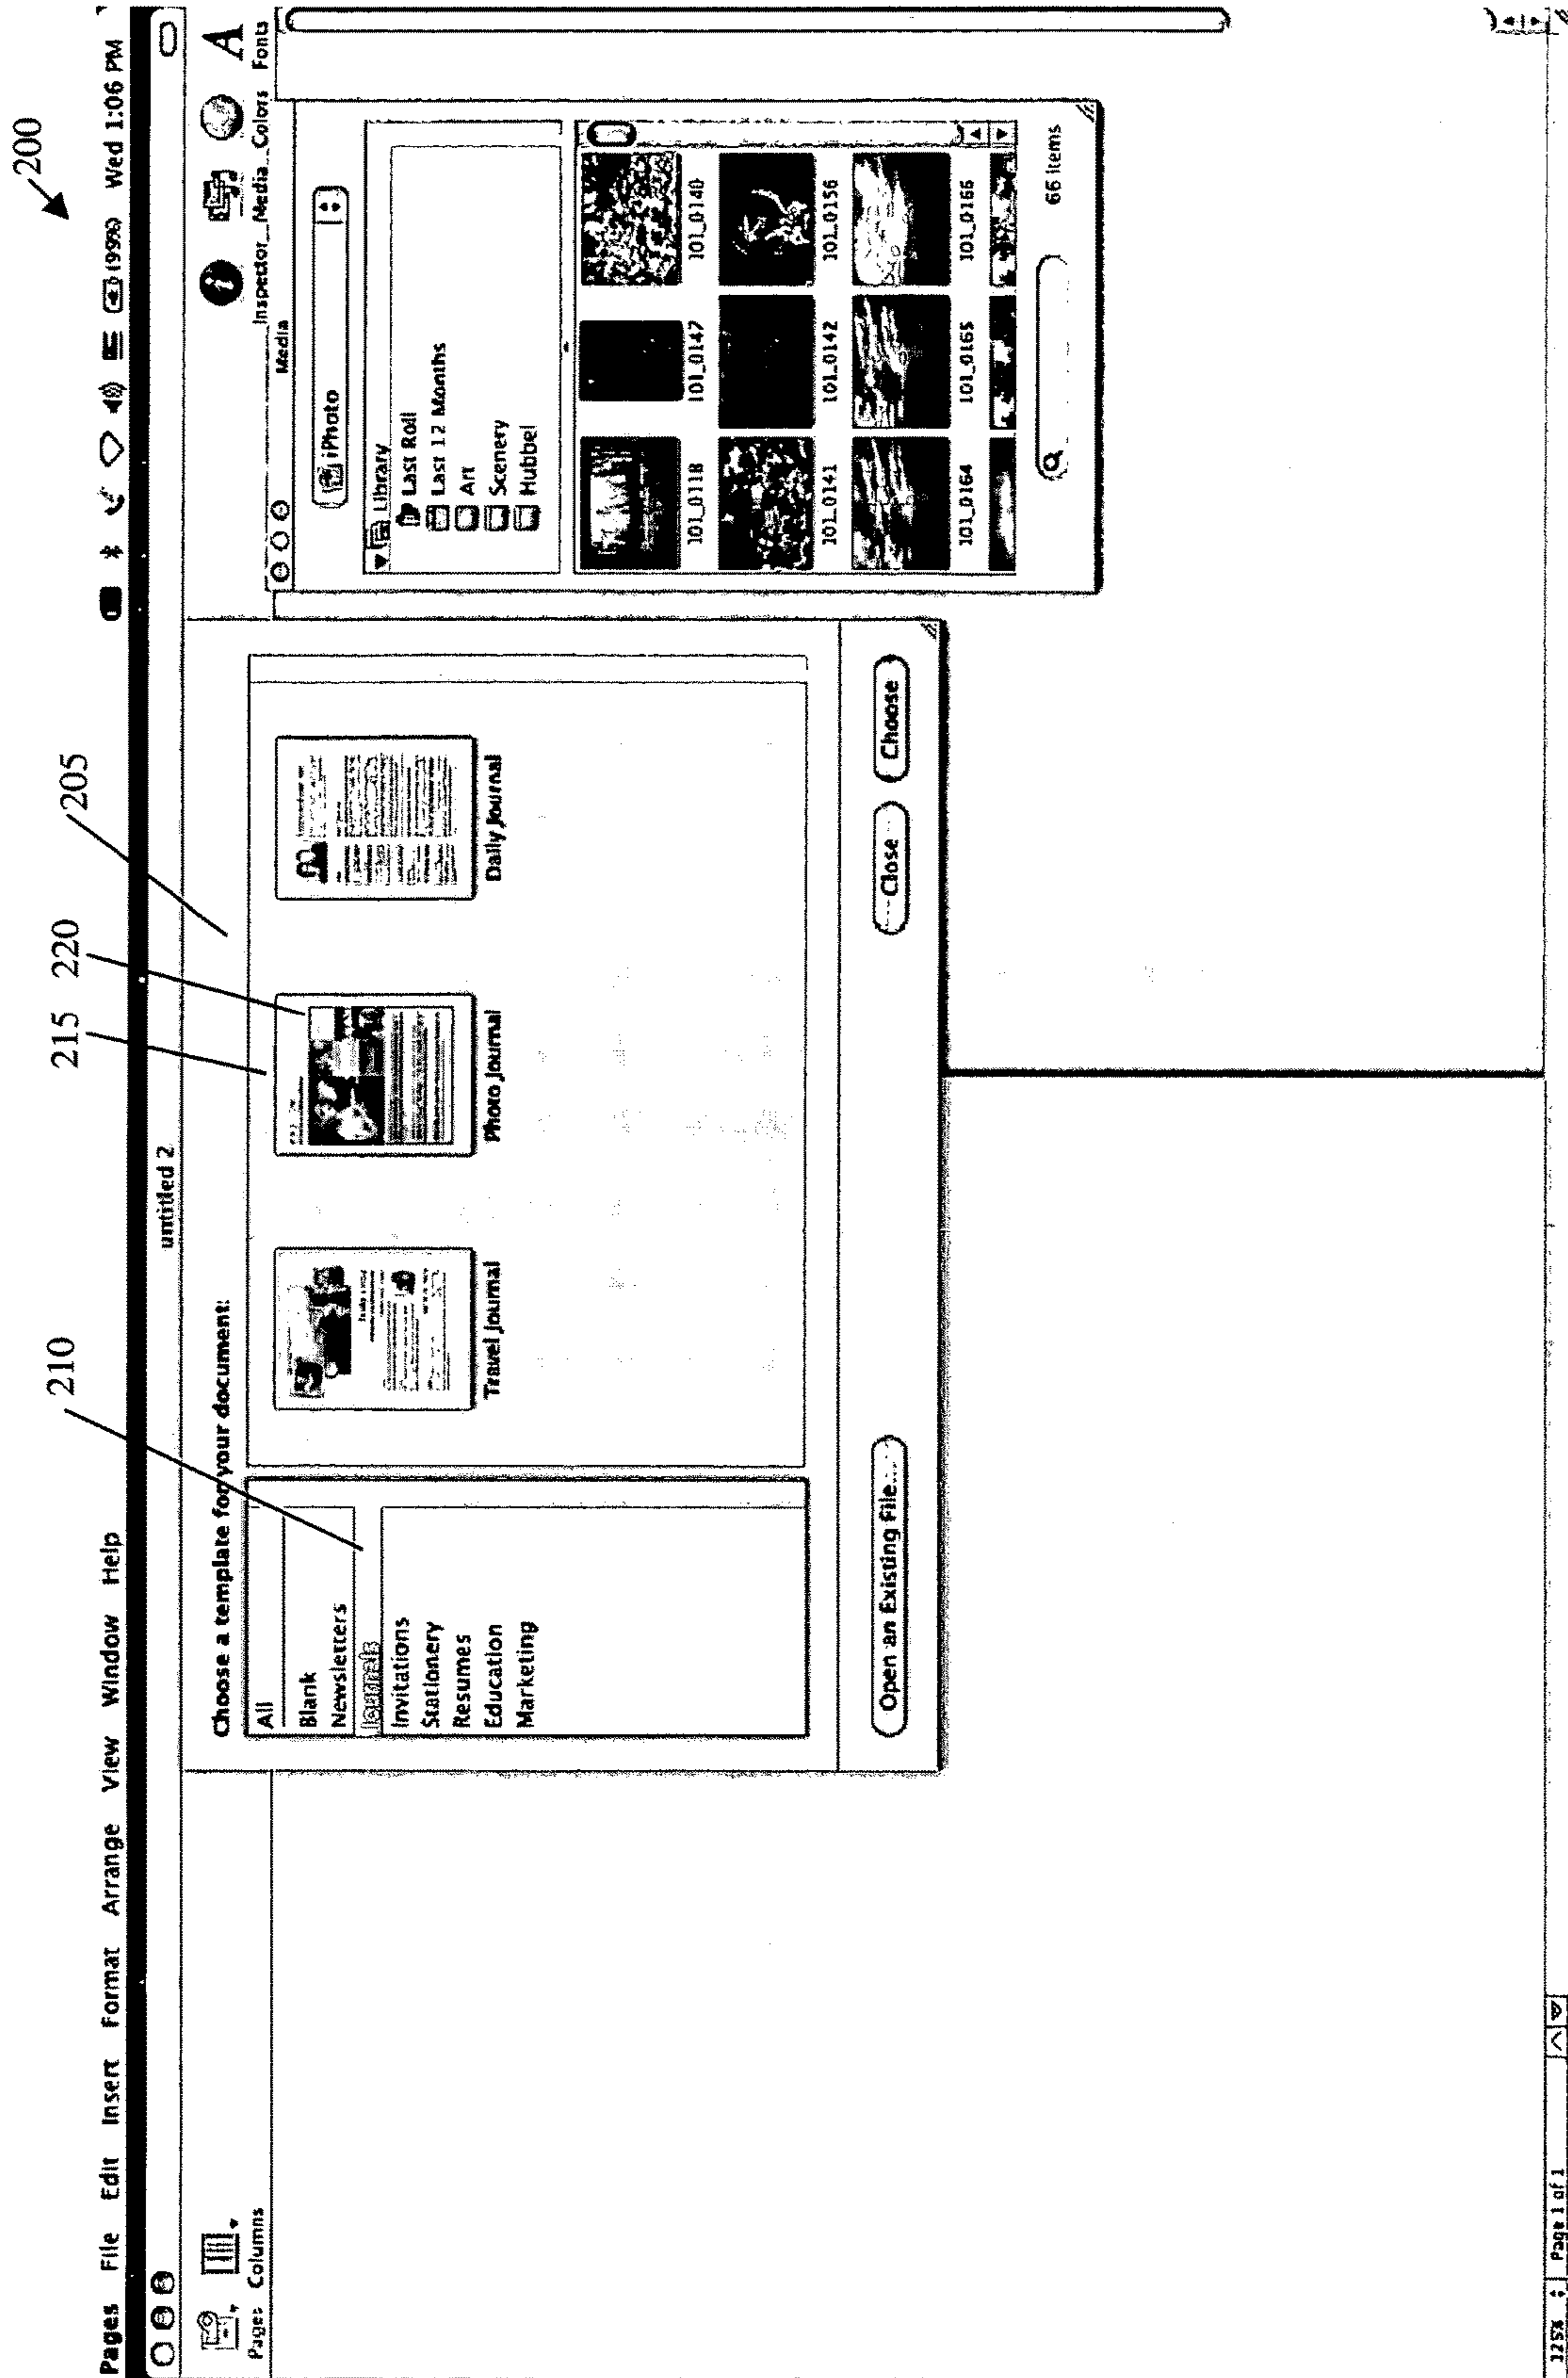 200
Pages File Edit Insert Format Arrange View Window Help
Wed 1:06 PM
untitled 2
Pages Columns
Inspector Media Colors Fonts
210
215
220
205
Choose a template for your document:
All
Blank
Newsletters
Journals
Invitations
Stationery
Resumes
Education
Marketing
Travel Journal
Photo Journal
Daily Journal
Open an Existing File...
Close
Choose
Media
iPhoto
Library
Last Roll
Last 12 Months
Art
Scenery
Hubbel
101_0118 101_0147 101_0140
101_0141 101_0142 101_0156
101_0164 101_0165 101_0166
66 items
125% Page 1 of 1